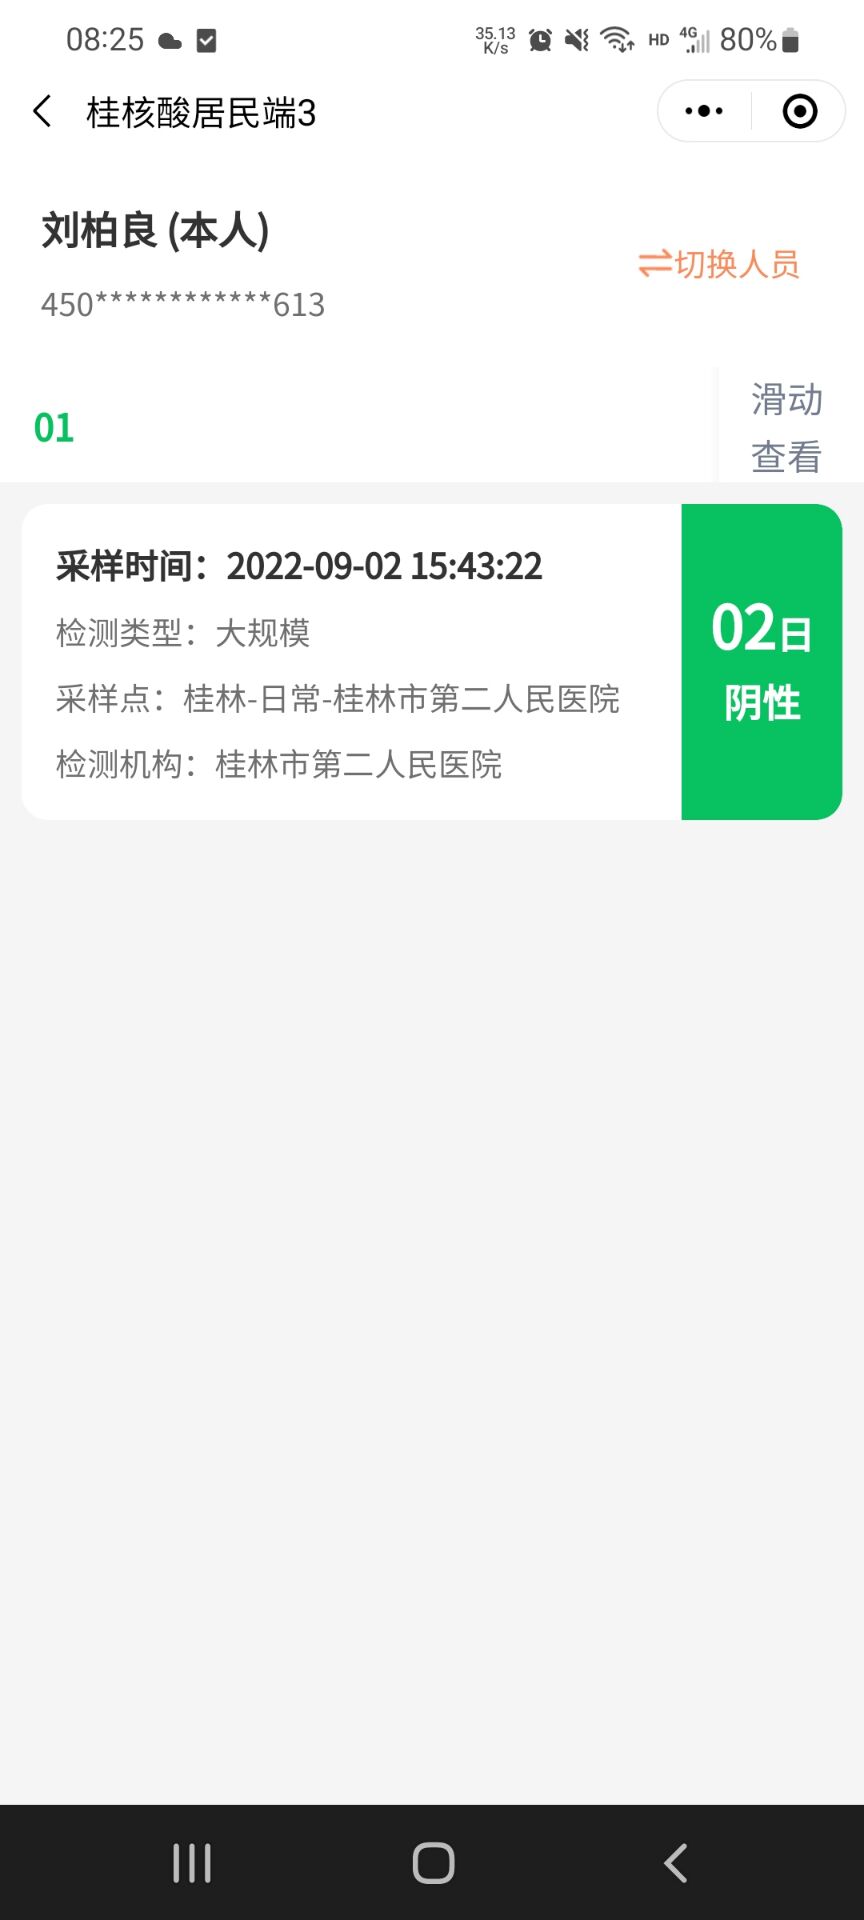 08:25
35.13 K/s
HD
4G
80%
桂核酸居民端3
刘柏良 (本人)
切换人员
450************613
滑动
01
查看
采样时间：2022-09-02 15:43:22
检测类型：大规模
采样点：桂林-日常-桂林市第二人民医院
检测机构：桂林市第二人民医院
02日
阴性